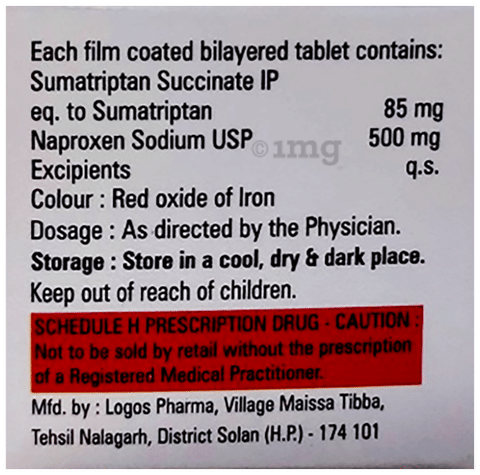 Each film coated bilayered tablet contains:
Sumatriptan Succinate IP
eq. to Sumatriptan 85 mg
Naproxen Sodium USP 500 mg
©1mg
Excipients q.s.
Colour : Red oxide of Iron
Dosage : As directed by the Physician.
Storage : Store in a cool, dry & dark place.
Keep out of reach of children.
SCHEDULE H PRESCRIPTION DRUG - CAUTION :
Not to be sold by retail without the prescription
of a Registered Medical Practitioner.
Mfd. by : Logos Pharma, Village Maissa Tibba,
Tehsil Nalagarh, District Solan (H.P.) - 174 101